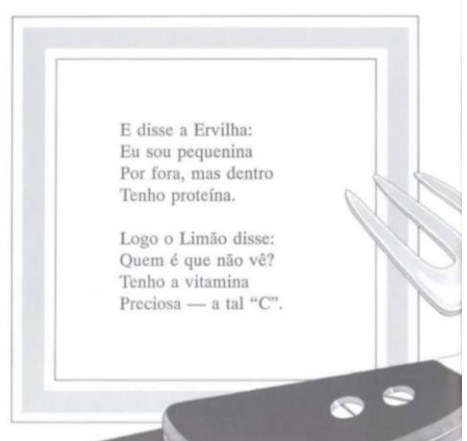 E disse a Ervilha:
Eu sou pequenina
Por fora, mas dentro
Tenho proteína.

Logo o Limão disse:
Quem é que não vê?
Tenho a vitamina
Preciosa — a tal “C”.